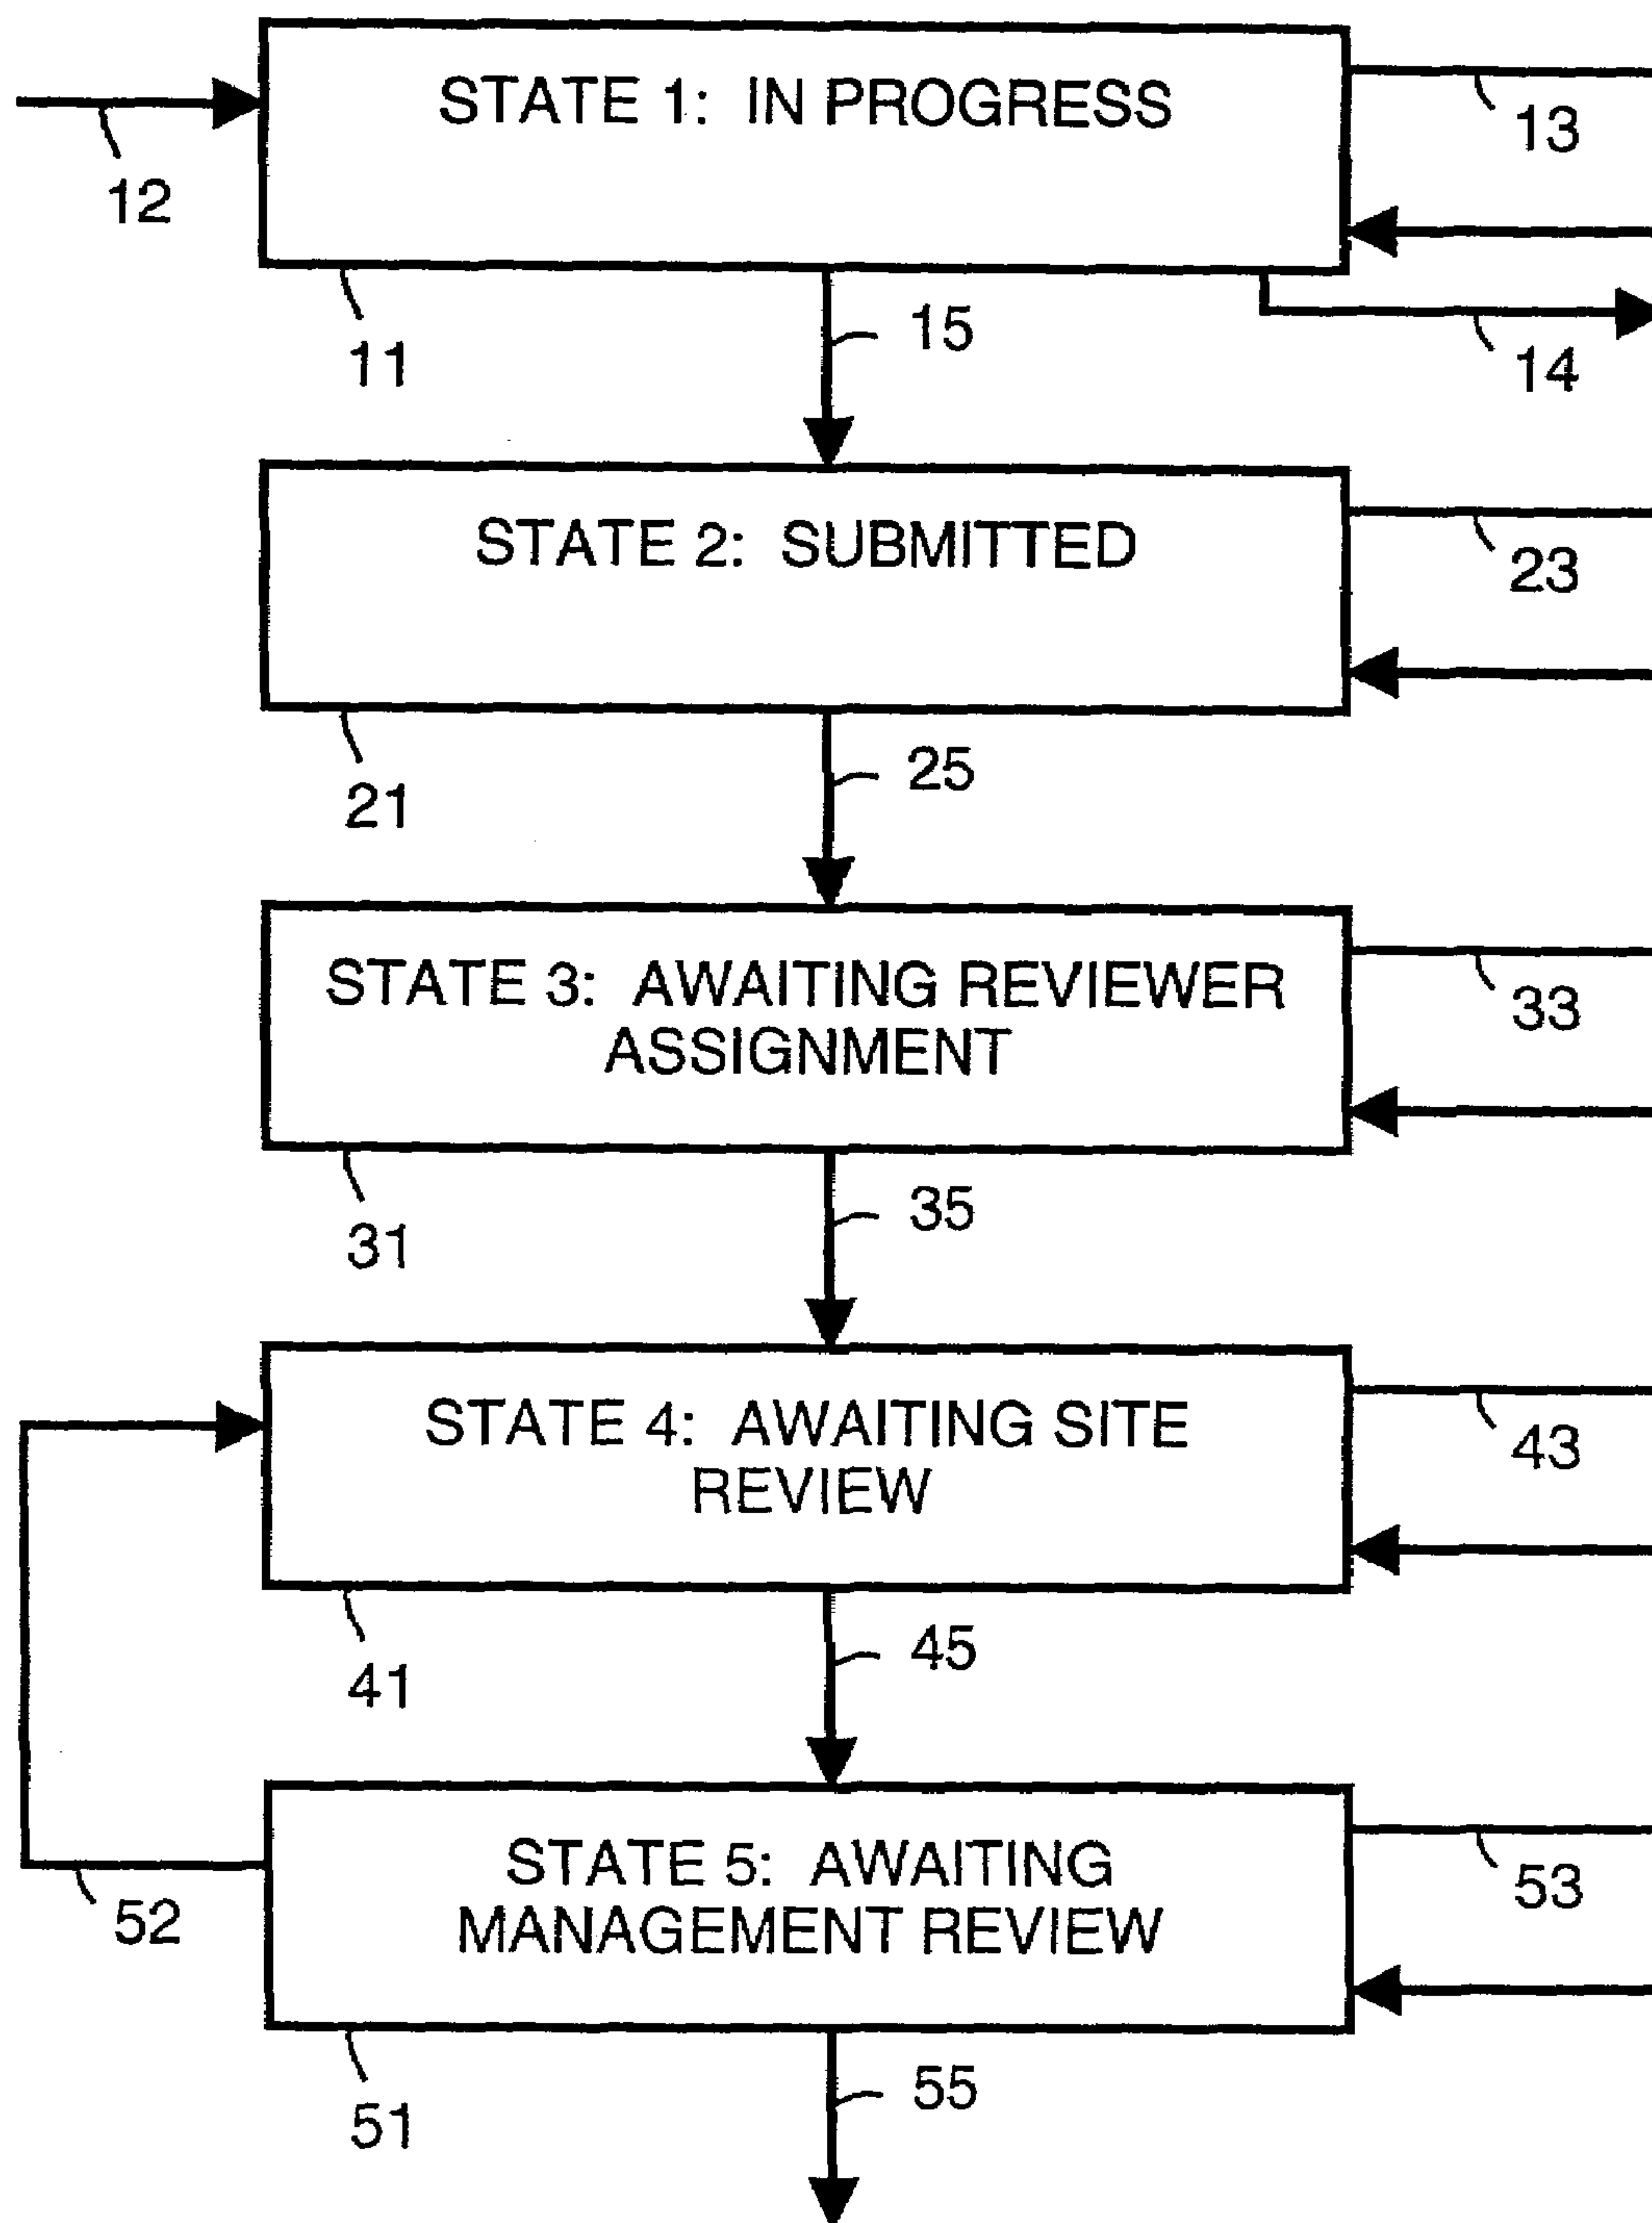 STATE 1: IN PROGRESS
13
12
15
11
14
STATE 2: SUBMITTED
23
25
21
STATE 3: AWAITING REVIEWER
ASSIGNMENT
33
35
31
STATE 4: AWAITING SITE
REVIEW
43
45
41
STATE 5: AWAITING
MANAGEMENT REVIEW
53
52
55
51